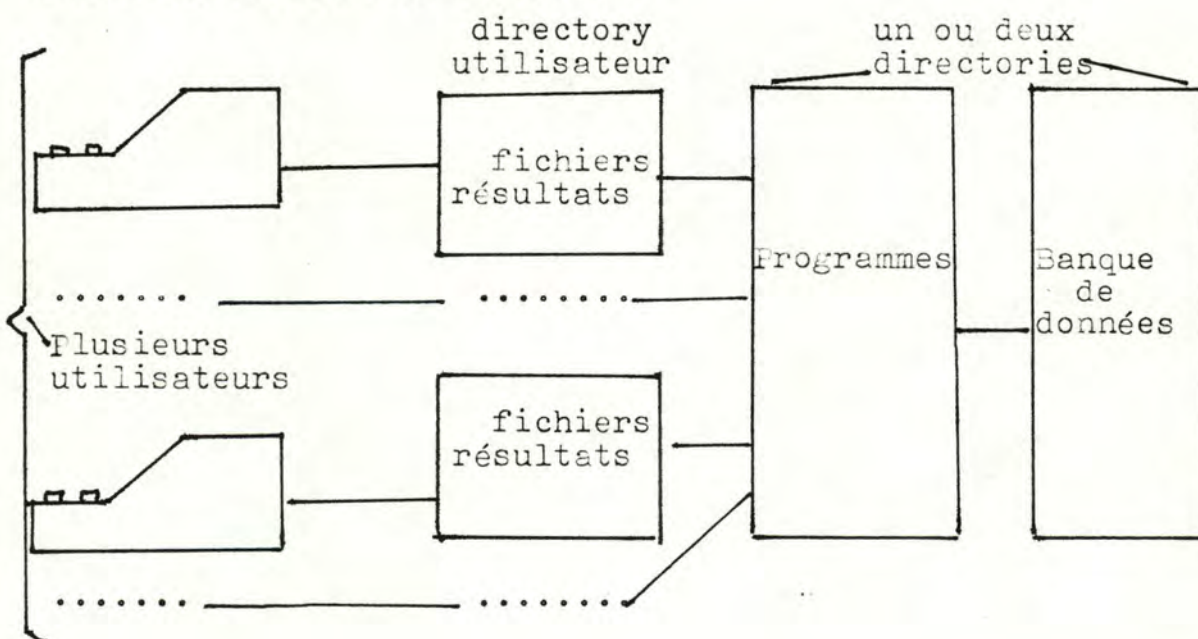 directory
utilisateur
un ou deux
directories
fichiers
résultats
Programmes
Banque
de
données
Plusieurs
utilisateurs
fichiers
résultats